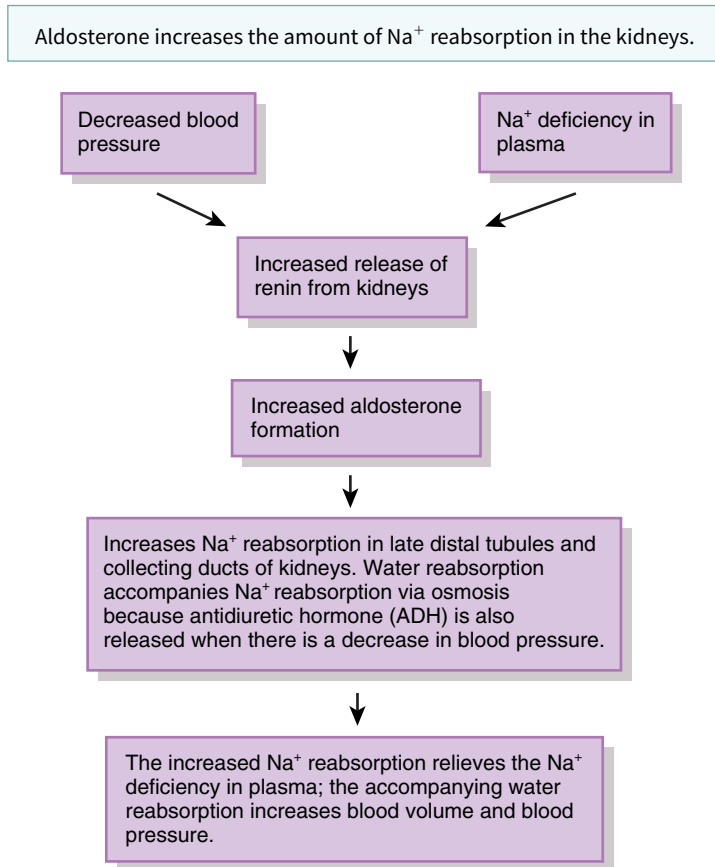 Aldosterone increases the amount of Na⁺ reabsorption in the kidneys.
Decreased blood
pressure
Na⁺ deficiency in
plasma
Increased release of
renin from kidneys
Increased aldosterone
formation
Increases Na⁺ reabsorption in late distal tubules and
collecting ducts of kidneys. Water reabsorption
accompanies Na⁺ reabsorption via osmosis
because antidiuretic hormone (ADH) is also
released when there is a decrease in blood pressure.
The increased Na⁺ reabsorption relieves the Na⁺
deficiency in plasma; the accompanying water
reabsorption increases blood volume and blood
pressure.